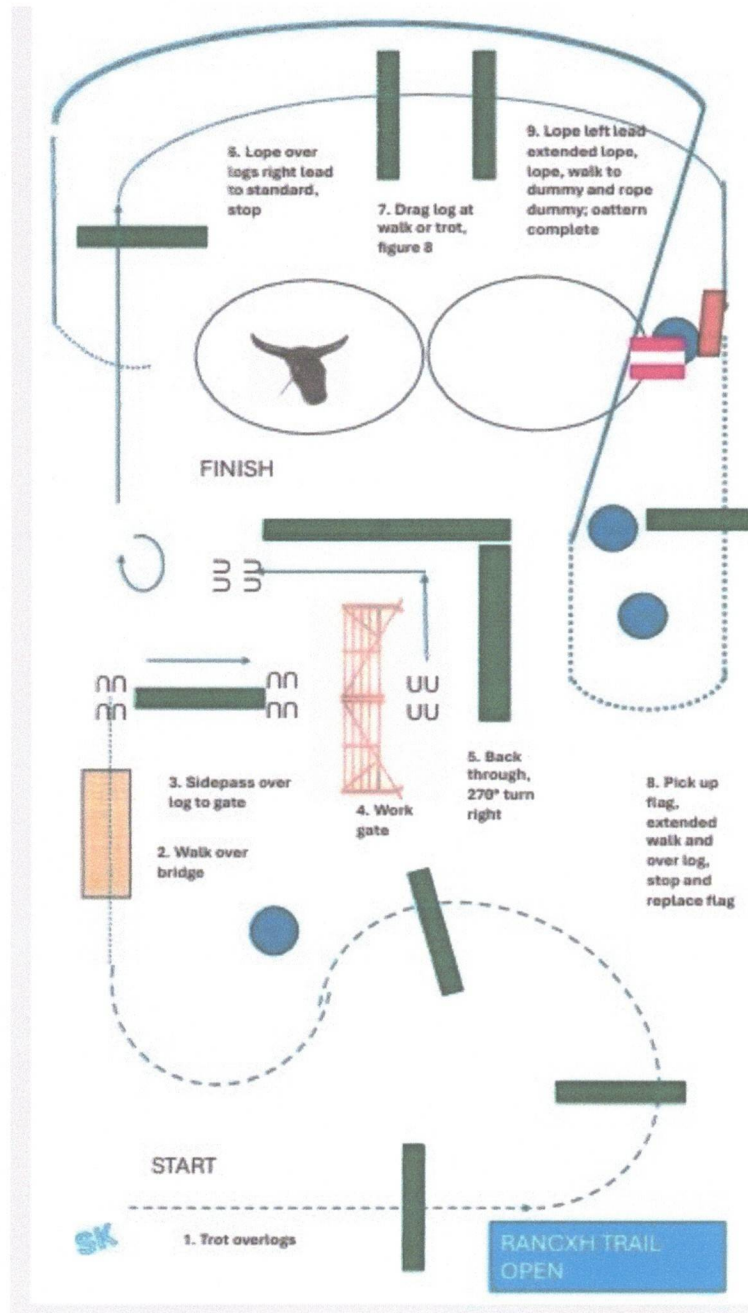 6. Lope over
logs right lead
to standard,
stop
7. Drag log at
walk or trot,
figure 8
9. Lope left lead
extended lope,
lope, walk to
dummy and rope
dummy; oattern
complete
FINISH
3. Sidepass over
log to gate
2. Walk over
bridge
4. Work
gate
5. Back
through,
270° turn
right
8. Pick up
flag,
extended
walk and
over log,
stop and
replace flag
START
SK
1. Trot overlogs
RANCXH TRAIL
OPEN